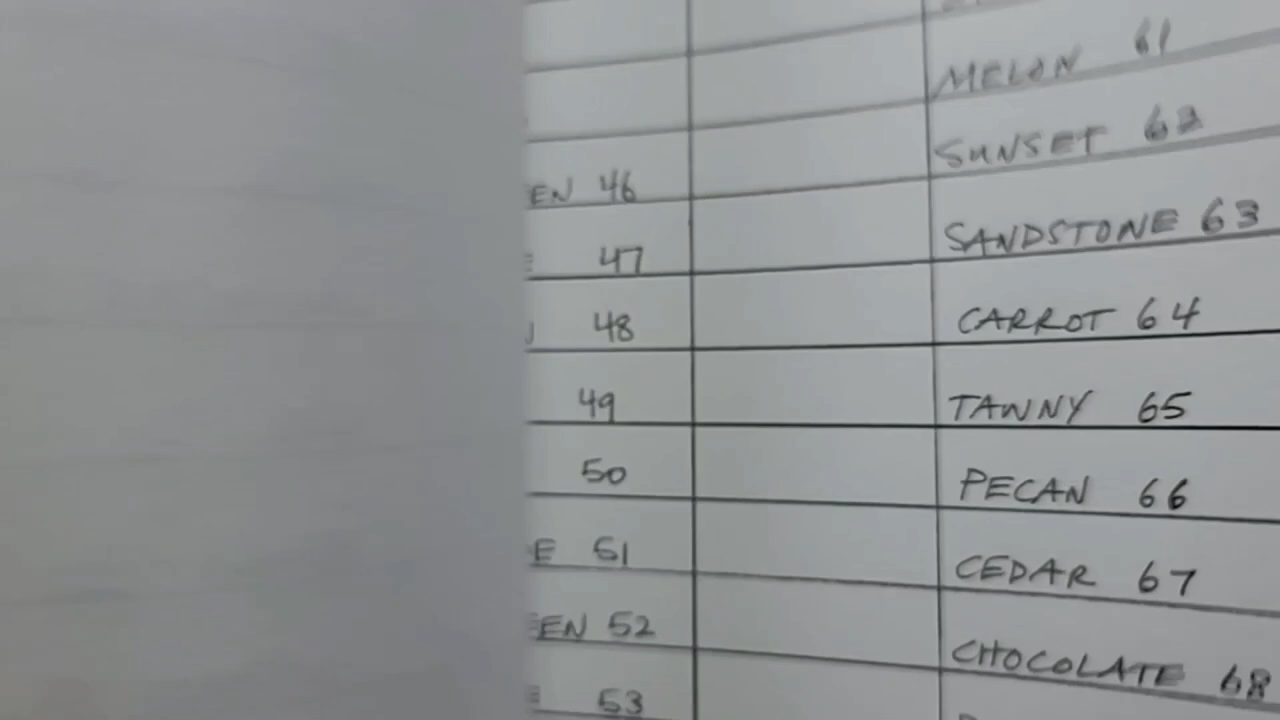 EN 46
47
48
49
50
E 51
EEN 52
53
MELON 61
SUNSET 62
SANDSTONE 63
CARROT 64
TAWNY 65
PECAN 66
CEDAR 67
CHOCOLATE 68